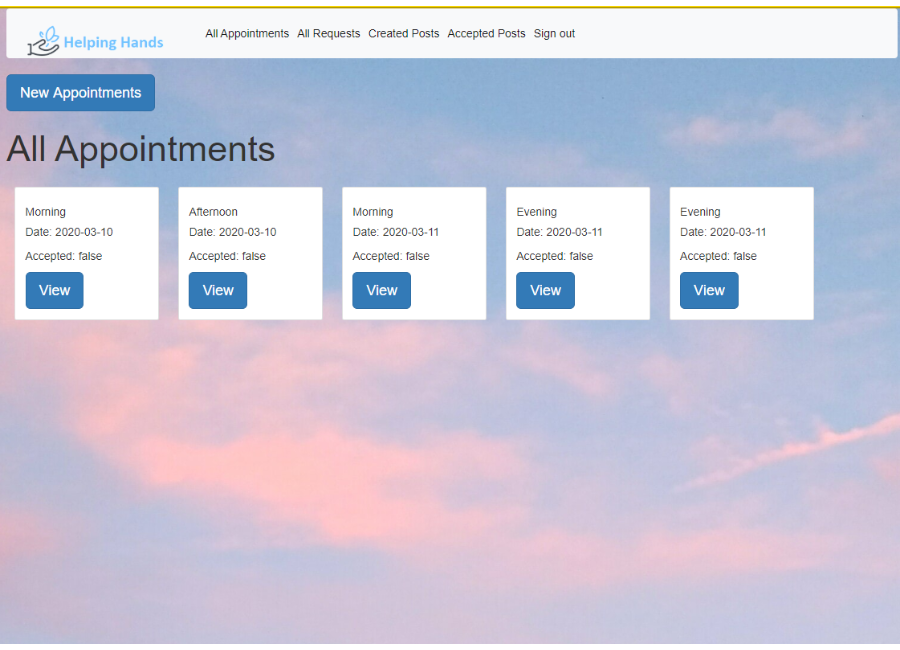 Helping Hands
All Appointments All Requests Created Posts Accepted Posts Sign out
New Appointments
All Appointments
Morning
Date: 2020-03-10
Accepted: false
View
Afternoon
Date: 2020-03-10
Accepted: false
View
Morning
Date: 2020-03-11
Accepted: false
View
Evening
Date: 2020-03-11
Accepted: false
View
Evening
Date: 2020-03-11
Accepted: false
View